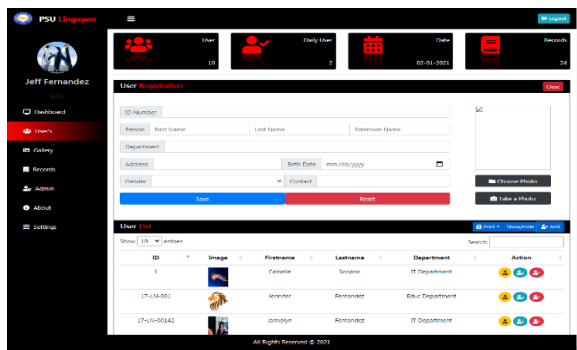 PSU Lingayen
Logout
User
10
Daily User
2
Date
02-01-2021
Records
24
Jeff Fernandez
Dashboard
User's
Gallery
Records
Admin
About
Settings
User Registration
Close
ID Number
Person First Name Last Name Extension Name
Department
Address Birth Date mm/dd/yyyy
Gender Contact
Save Reset
Choose Photo
Take a Photo
User List
Print Show/Hide Add
Show 10 entries Search:
ID Image Firstname Lastname Department Action
1 Camelle Soriano IT Department
17-LN-001 Jennifer Fernandez Educ Department
17-LN-00142 Jomielyn Fernandez IT Department
All Rights Reserved © 2021